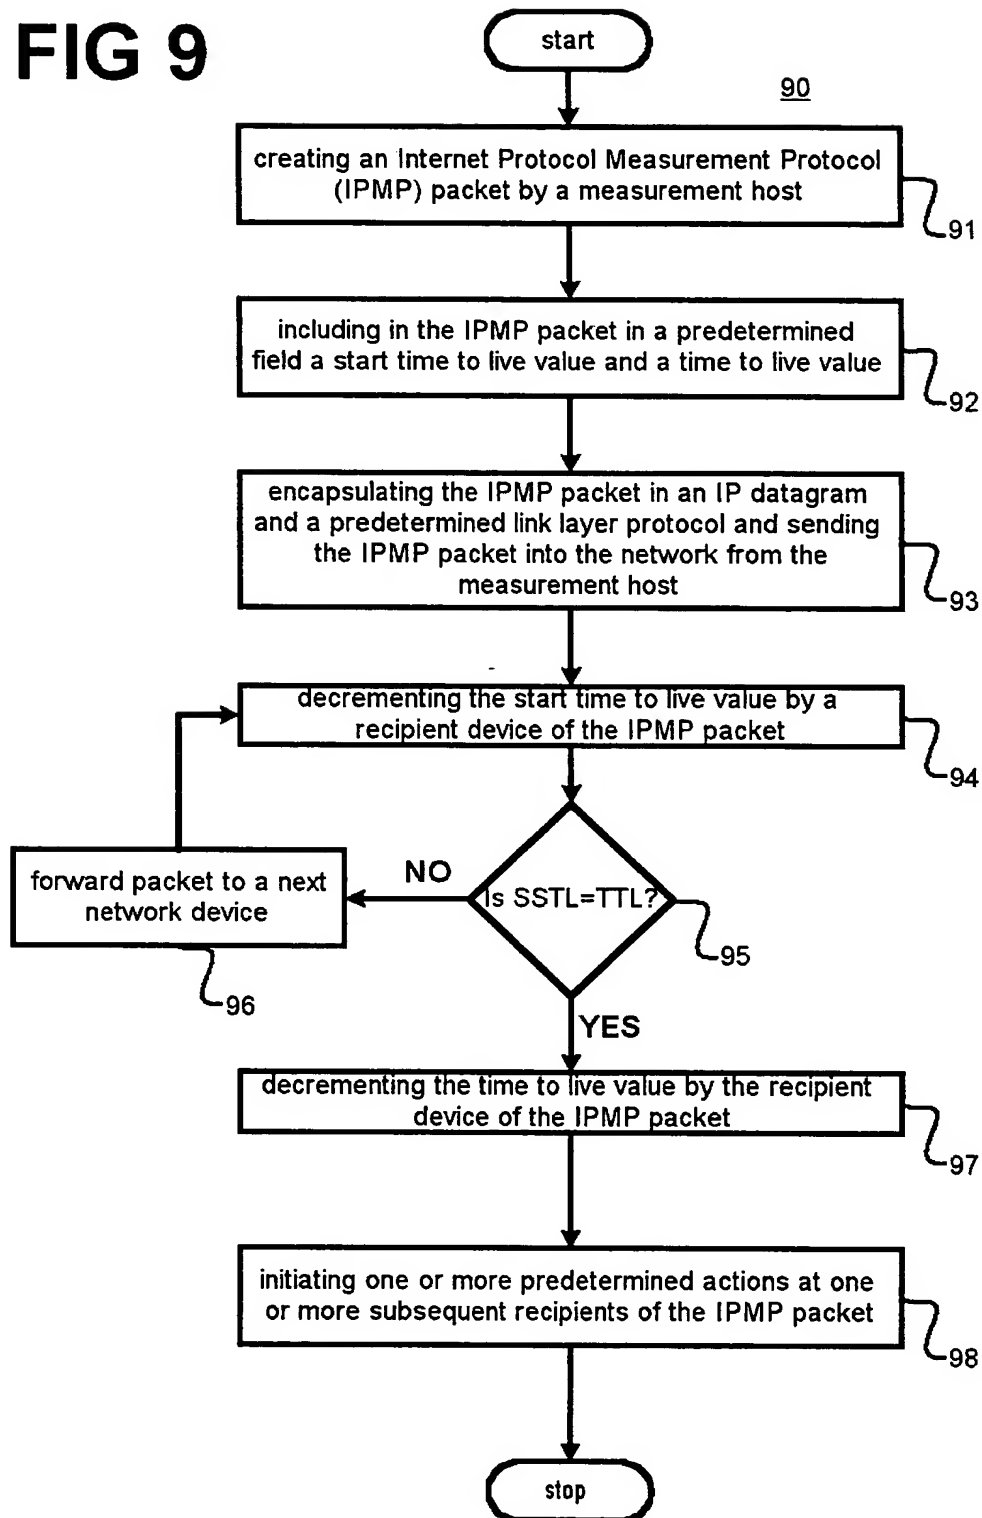 FIG 9
start
90
creating an Internet Protocol Measurement Protocol
(IPMP) packet by a measurement host
91
including in the IPMP packet in a predetermined
field a start time to live value and a time to live value
92
encapsulating the IPMP packet in an IP datagram
and a predetermined link layer protocol and sending
the IPMP packet into the network from the
measurement host
93
decrementing the start time to live value by a
recipient device of the IPMP packet
94
Is SSTL=TTL?
95
NO
forward packet to a next
network device
96
YES
decrementing the time to live value by the recipient
device of the IPMP packet
97
initiating one or more predetermined actions at one
or more subsequent recipients of the IPMP packet
98
stop